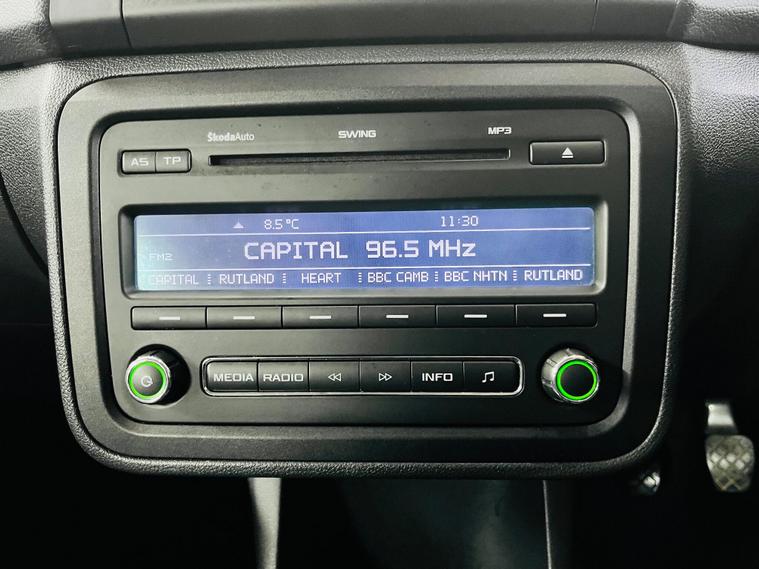 ŠkodaAuto SWING MP3
AS TP
8.5°C 11:30
FM2 CAPITAL 96.5 MHz
CAPITAL RUTLAND HEART BBC CAMB BBC NHTN RUTLAND
MEDIA RADIO INFO